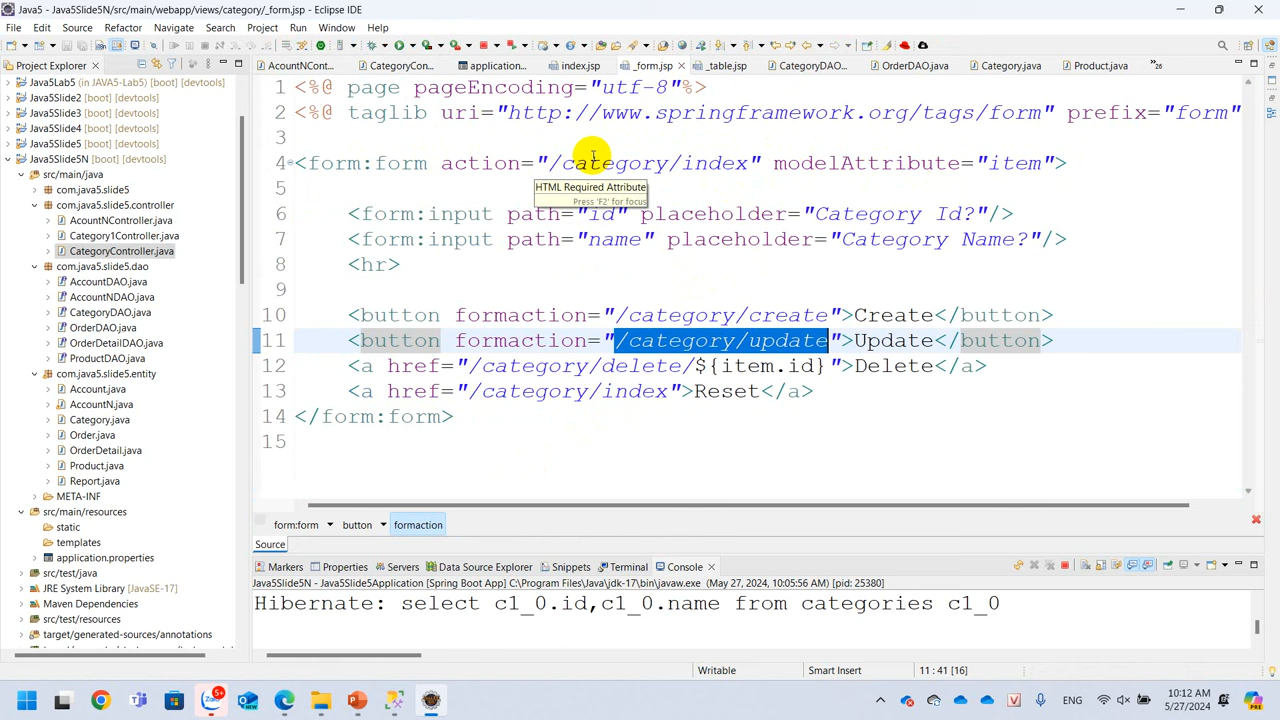 Java5 - Java5Slide5N/src/main/webapp/views/category/_form.jsp - Eclipse IDE
File Edit Source Refactor Navigate Search Project Run Window Help
Project Explorer
AcountNCont... CategoryCon... application.... index.jsp _form.jsp _table.jsp CategoryDAO... OrderDAO.java Category.java Product.java 26
Java5Lab5 (in JAVA5-Lab5) [boot] [devtools]
Java5Slide2 [boot] [devtools]
Java5Slide3 [boot] [devtools]
Java5Slide4 [boot] [devtools]
Java5Slide5 [boot] [devtools]
Java5Slide5N [boot] [devtools]
src/main/java
com.java5.slide5
com.java5.slide5.controller
AcountNController.java
Category1Controller.java
CategoryController.java
com.java5.slide5.dao
AccountDAO.java
AccountNDAO.java
CategoryDAO.java
OrderDAO.java
OrderDetailDAO.java
ProductDAO.java
com.java5.slide5.entity
Account.java
AccountN.java
Category.java
Order.java
OrderDetail.java
Product.java
Report.java
META-INF
src/main/resources
static
templates
application.properties
src/test/java
JRE System Library [JavaSE-17]
Maven Dependencies
src/test/resources
target/generated-sources/annotations
1 <%@ page pageEncoding="utf-8"%>
2 <%@ taglib uri="http://www.springframework.org/tags/form" prefix="form"
3
4 <form:form action="/category/index" modelAttribute="item">
5
HTML Required Attribute
Press 'F2' for focus
6 <form:input path="id" placeholder="Category Id?"/>
7 <form:input path="name" placeholder="Category Name?"/>
8 <hr>
9
10 <button formaction="/category/create">Create</button>
11 <button formaction="/category/update">Update</button>
12 <a href="/category/delete/${item.id}">Delete</a>
13 <a href="/category/index">Reset</a>
14 </form:form>
15
form:form button formaction
Source
Markers Properties Servers Data Source Explorer Snippets Terminal Console
Java5Slide5N - Java5Slide5Application [Spring Boot App] C:\Program Files\Java\jdk-17\bin\javaw.exe (May 27, 2024, 10:05:56 AM) [pid: 25380]
Hibernate: select c1_0.id,c1_0.name from categories c1_0
Writable Smart Insert 11 : 41 [16]
5+
Zalo
ENG
10:12 AM
5/27/2024
PRE